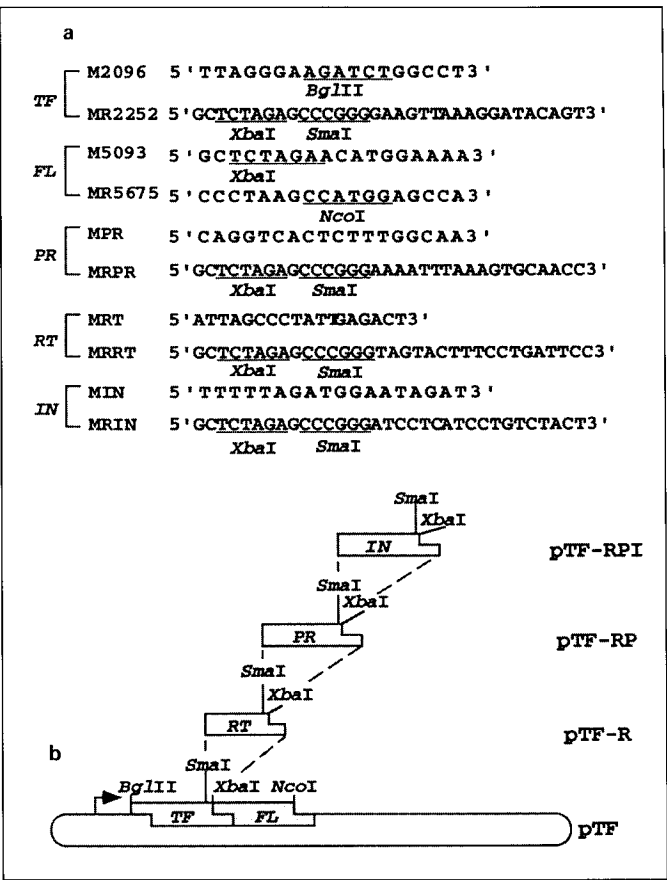 a
TF M2096 5'TTAGGGAAGATCTGGCCT3'
BglII
MR2252 5'GCTCTAGAGCCCGGGGAAGTTAAAGGATACAGT3'
XbaI SmaI
FL M5093 5'GCTCTAGAACATGGAAAA3'
XbaI
MR5675 5'CCCTAAGCCATGGAGCCA3'
NcoI
PR MPR 5'CAGGTCACTCTTTGGCAA3'
MRPR 5'GCTCTAGAGCCCGGGAAAATTTAAAGTGCAACC3'
XbaI SmaI
RT MRT 5'ATTAGCCCTATTGAGACT3'
MRRT 5'GCTCTAGAGCCCGGGTAGTACTTTCCTGATTCC3'
XbaI SmaI
IN MIN 5'TTTTTAGATGGAATAGAT3'
MRIN 5'GCTCTAGAGCCCGGGATCCTCATCCTGTCTACT3'
XbaI SmaI
SmaI
XbaI
IN pTF-RPI
SmaI
XbaI
PR pTF-RP
SmaI
XbaI
RT pTF-R
b
SmaI
BglII XbaI NcoI
TF FL pTF